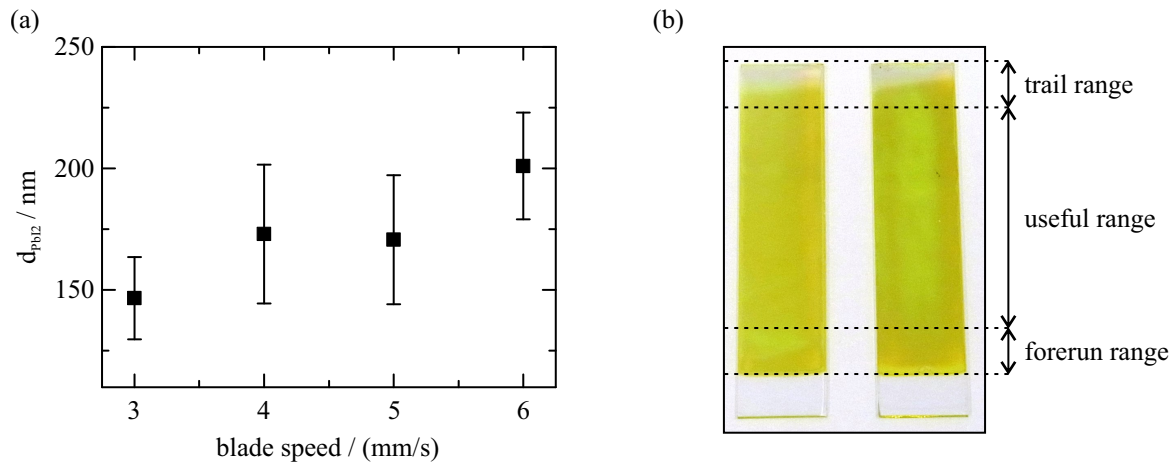 (a)
250
200
150
d_PbI2 / nm
3 4 5 6
blade speed / (mm/s)
(b)
trail range
useful range
forerun range